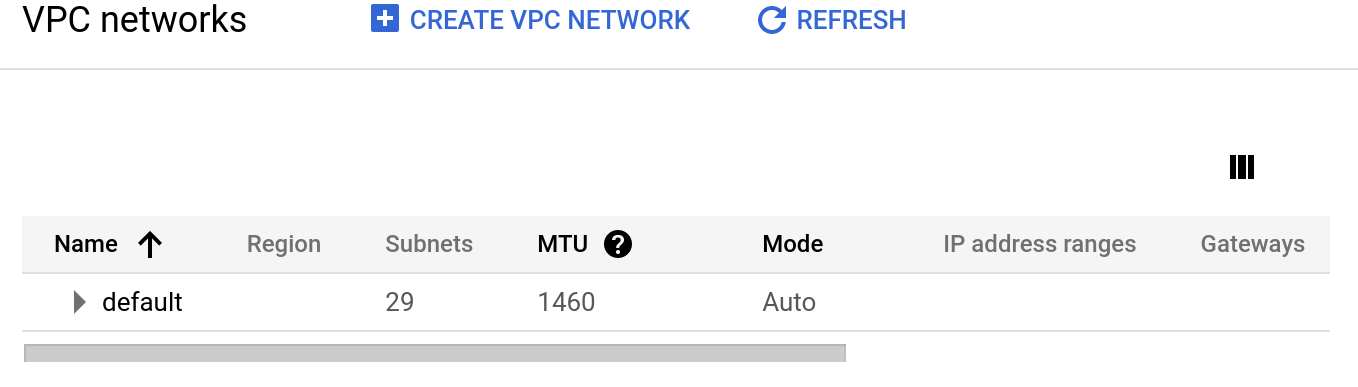 VPC networks CREATE VPC NETWORK REFRESH
Name Region Subnets MTU ? Mode IP address ranges Gateways
default 29 1460 Auto